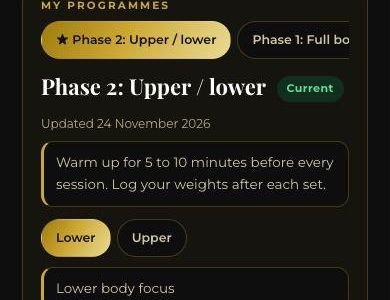 MY PROGRAMMES
★ Phase 2: Upper / lower
Phase 1: Full bo
Phase 2: Upper / lower
Current
Updated 24 November 2026
Warm up for 5 to 10 minutes before every
session. Log your weights after each set.
Lower
Upper
Lower body focus